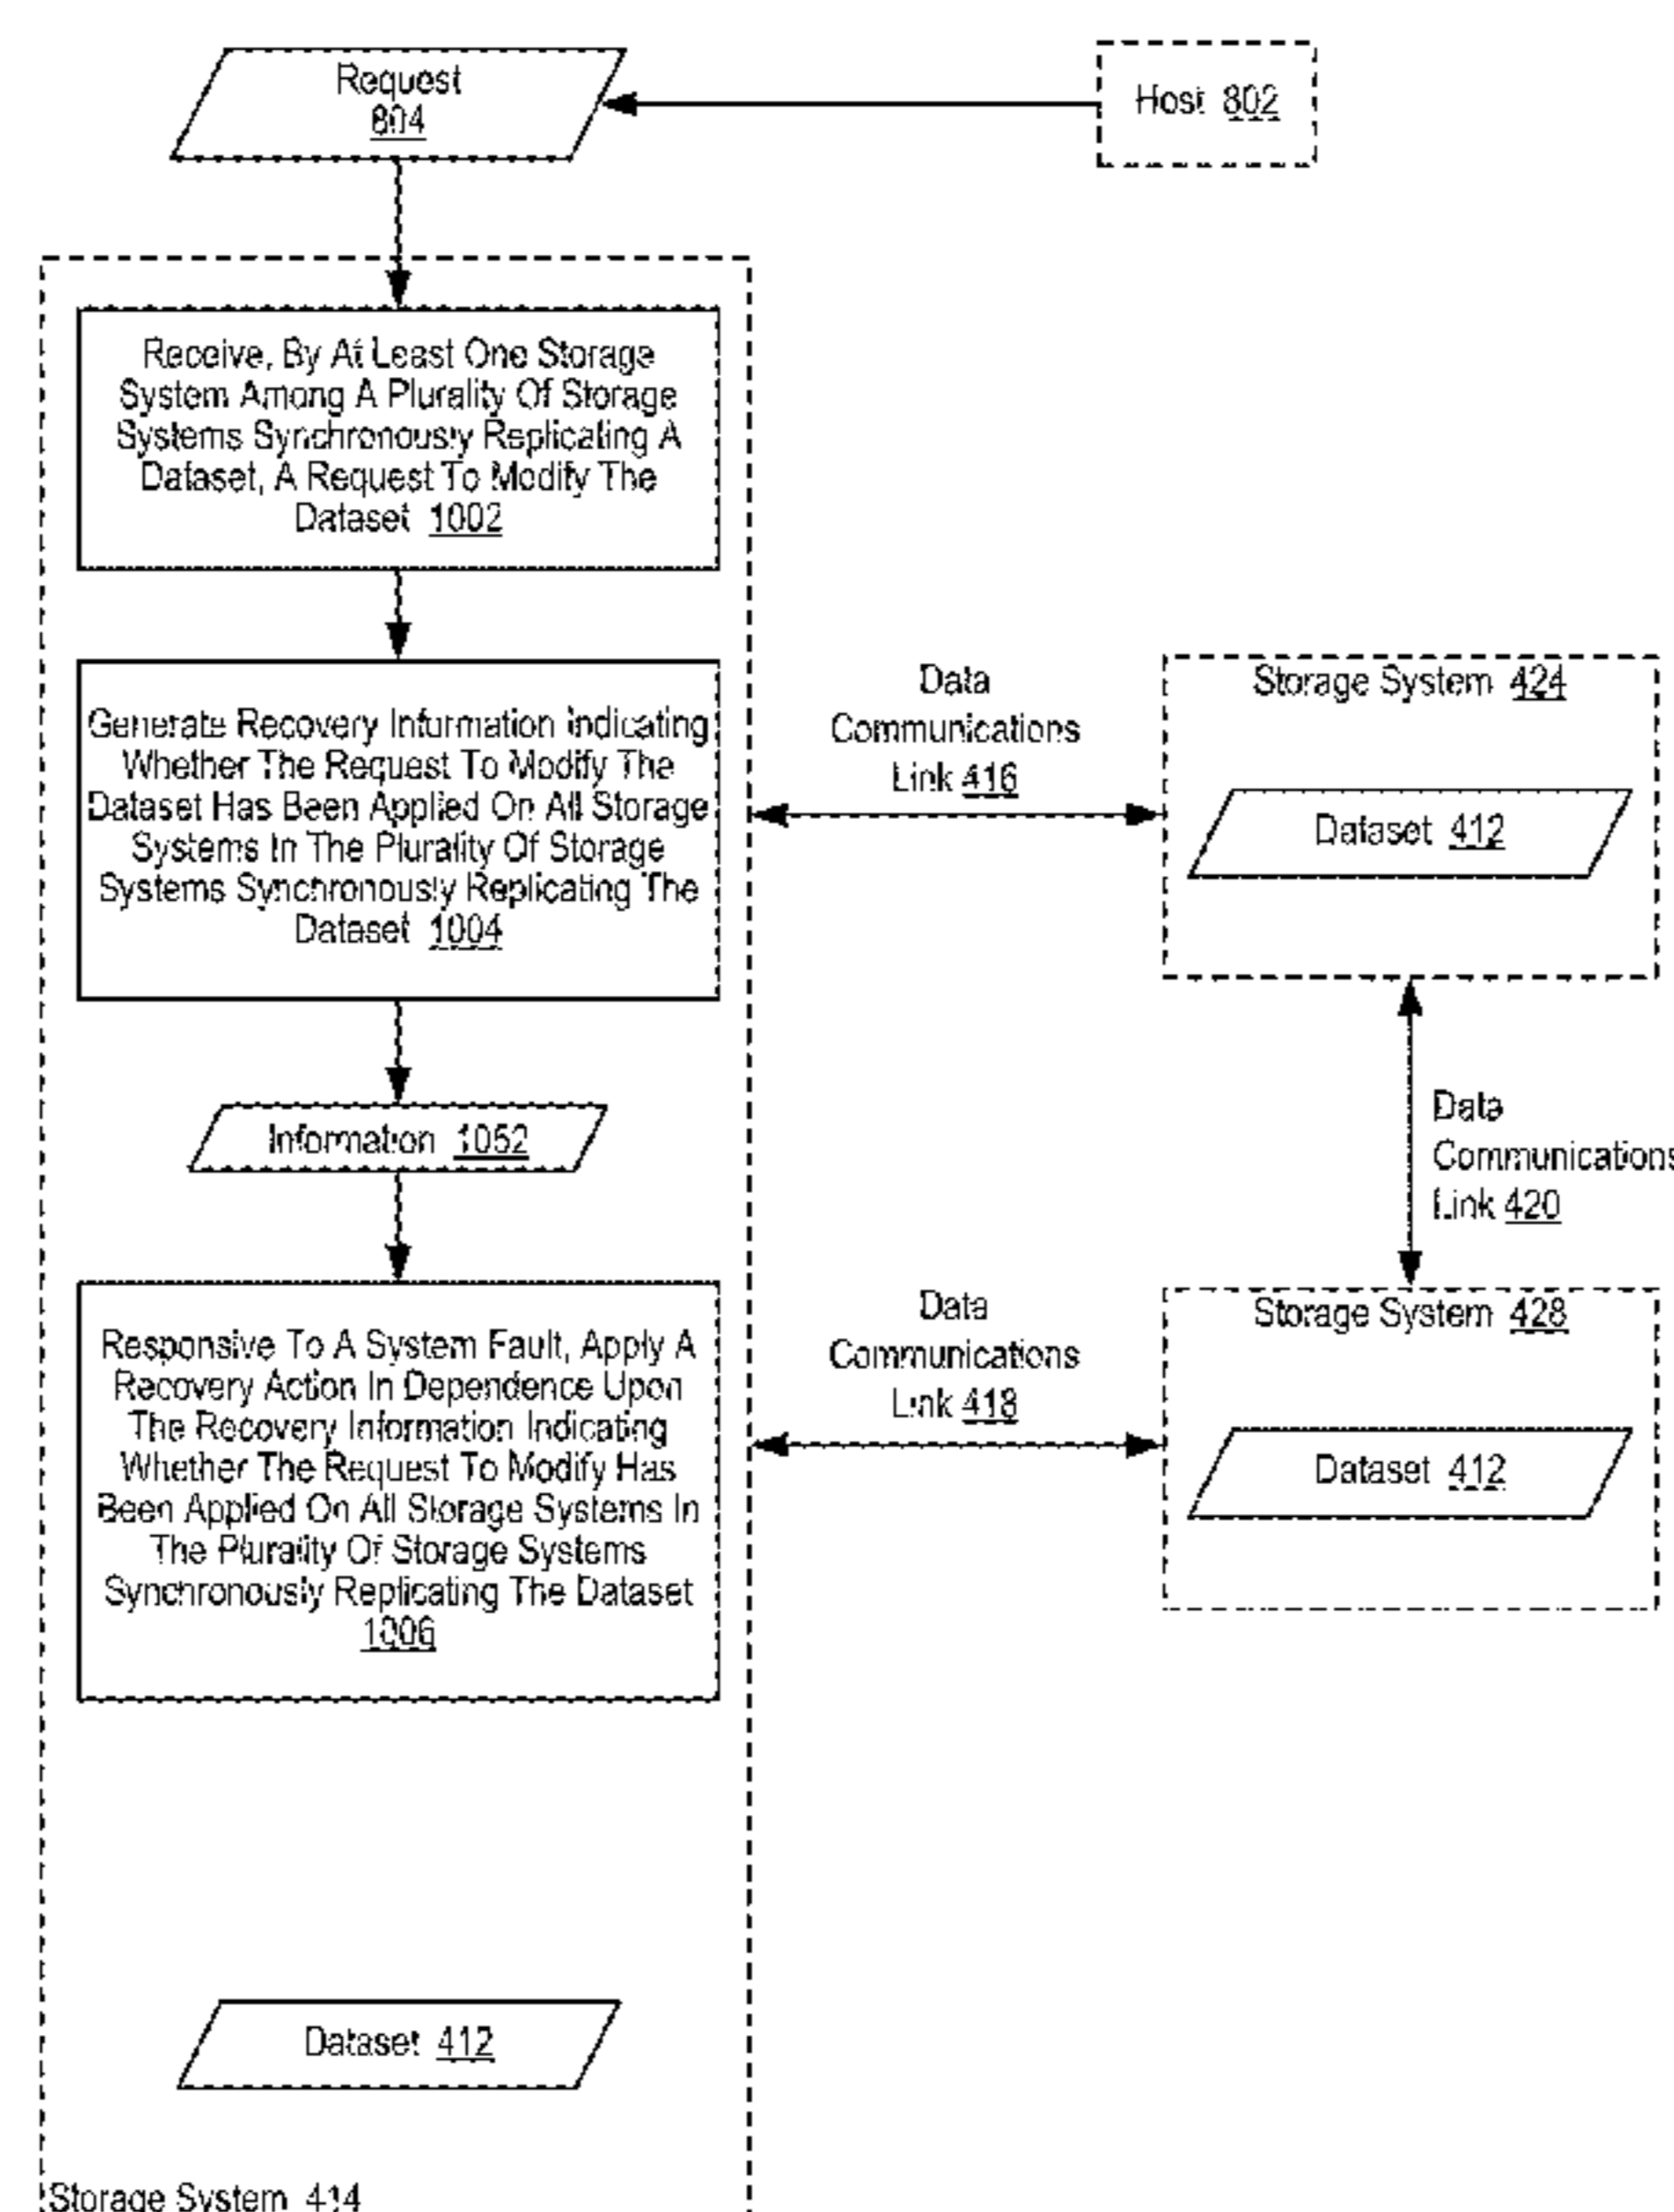 Request
804
Host 802
Receive, By At Least One Storage
System Among A Plurality Of Storage
Systems Synchronously Replicating A
Dataset, A Request To Modify The
Dataset 1002
Generate Recovery Information Indicating
Whether The Request To Modify The
Dataset Has Been Applied On All Storage
Systems In The Plurality Of Storage
Systems Synchronously Replicating The
Dataset 1004
Data
Communications
Link 416
Storage System 424
Dataset 412
Information 1052
Data
Communications
Link 420
Responsive To A System Fault, Apply A
Recovery Action In Dependence Upon
The Recovery Information Indicating
Whether The Request To Modify Has
Been Applied On All Storage Systems In
The Plurality Of Storage Systems
Synchronously Replicating The Dataset
1006
Data
Communications
Link 418
Storage System 428
Dataset 412
Dataset 412
Storage System 414